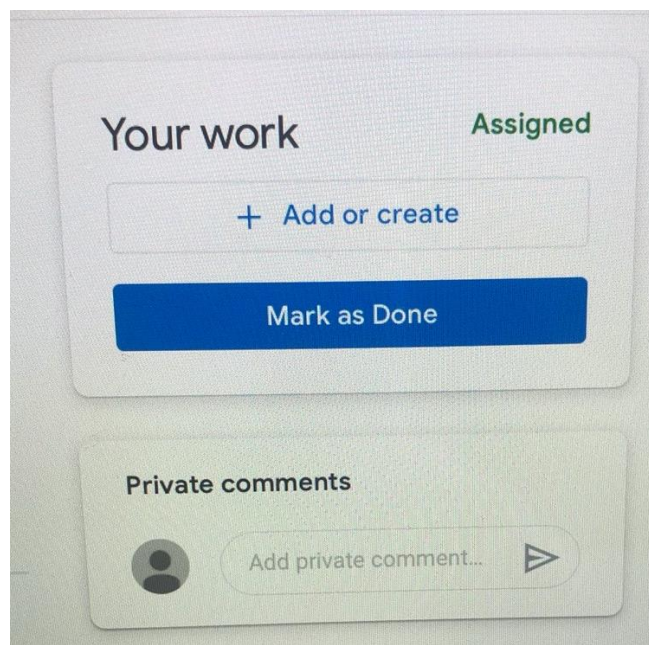 Your work
Assigned
+ Add or create
Mark as Done
Private comments
Add private comment...